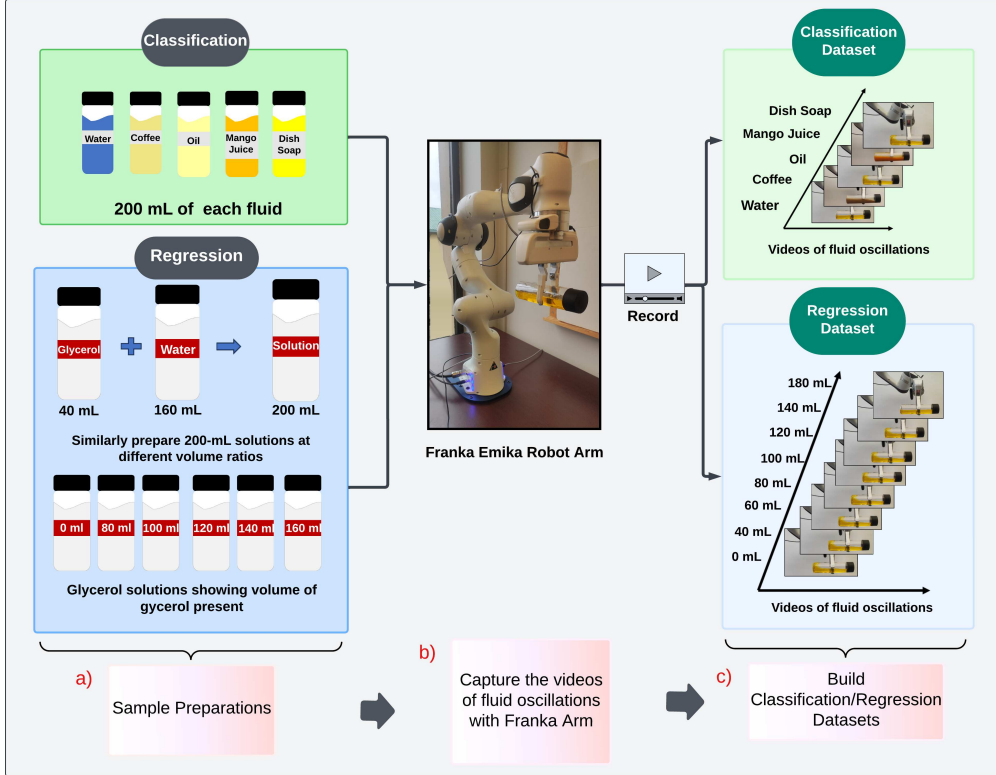 Classification
Water
Coffee
Oil
Mango
Juice
Dish
Soap
200 mL of each fluid
Regression
Glycerol
Water
Solution
40 mL
160 mL
200 mL
Similarly prepare 200-mL solutions at
different volume ratios
0 ml
80 ml
100 ml
120 ml
140 ml
160 ml
Glycerol solutions showing volume of
gycerol present
Franka Emika Robot Arm
Record
Classification
Dataset
Dish Soap
Mango Juice
Oil
Coffee
Water
Videos of fluid oscillations
Regression
Dataset
180 mL
140 mL
120 mL
100 mL
80 mL
60 mL
40 mL
0 mL
Videos of fluid oscillations
a)
Sample Preparations
b)
Capture the videos
of fluid oscillations
with Franka Arm
c)
Build
Classification/Regression
Datasets